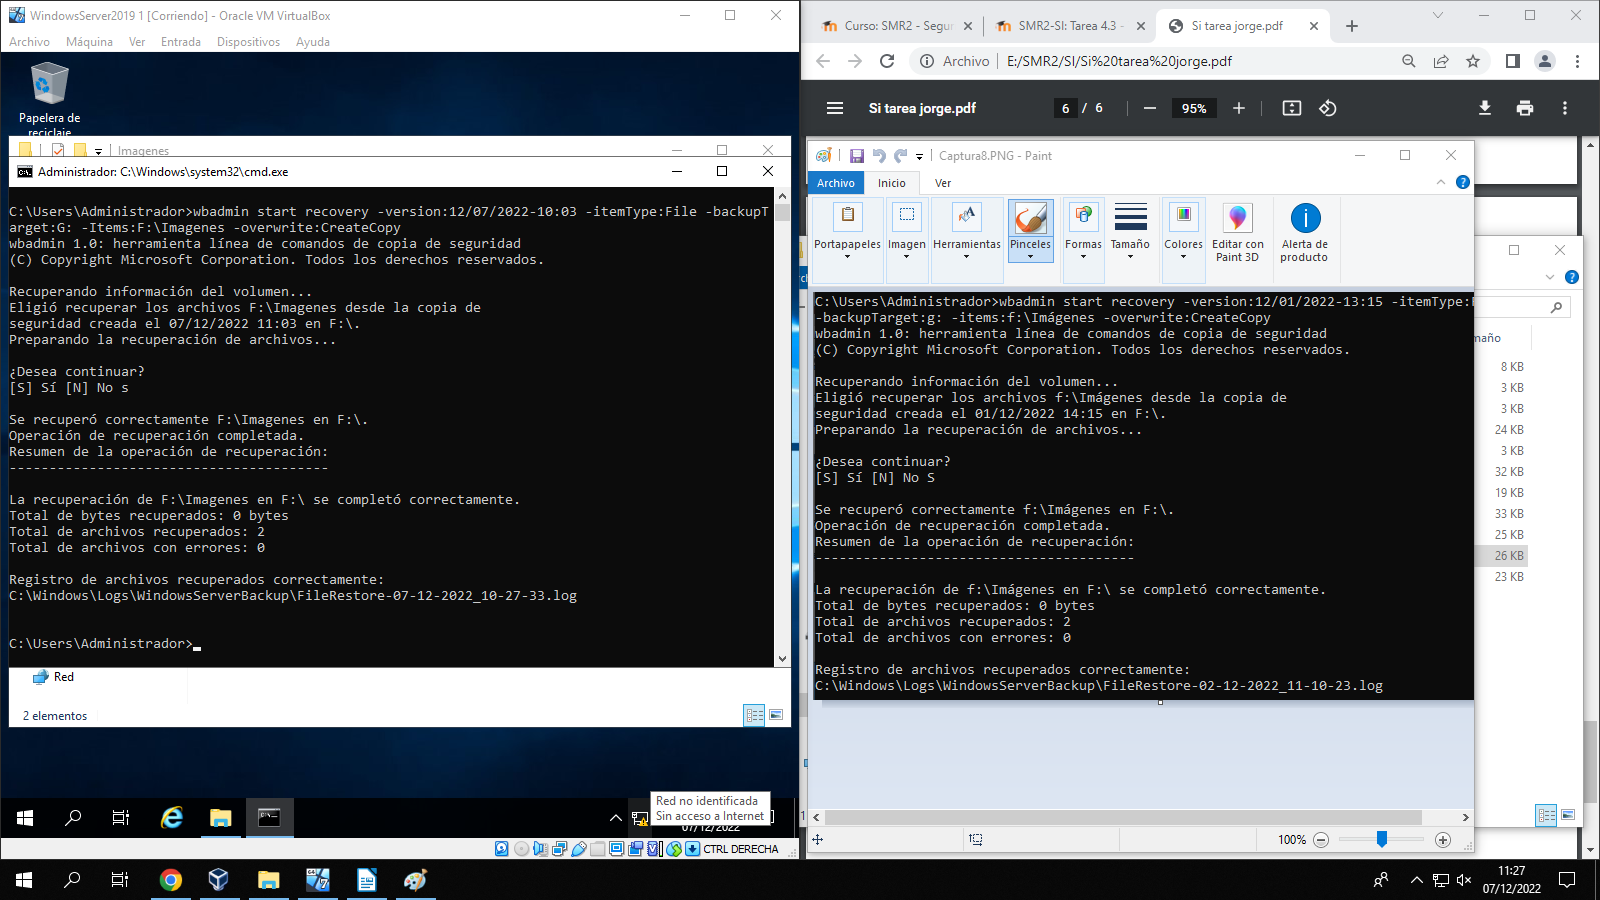 WindowsServer2019 1 [Corriendo] - Oracle VM VirtualBox
Archivo Máquina Ver Entrada Dispositivos Ayuda
Papelera de
reciclaje
Imagenes
Administrador: C:\Windows\system32\cmd.exe
C:\Users\Administrador>wbadmin start recovery -version:12/07/2022-10:03 -itemType:File -backupT
arget:G: -Items:F:\Imagenes -overwrite:CreateCopy
wbadmin 1.0: herramienta línea de comandos de copia de seguridad
(C) Copyright Microsoft Corporation. Todos los derechos reservados.
Recuperando información del volumen...
Eligió recuperar los archivos F:\Imagenes desde la copia de
seguridad creada el 07/12/2022 11:03 en F:\.
Preparando la recuperación de archivos...
¿Desea continuar?
[S] Sí [N] No s
Se recuperó correctamente F:\Imagenes en F:\.
Operación de recuperación completada.
Resumen de la operación de recuperación:
----------------------------------------
La recuperación de F:\Imagenes en F:\ se completó correctamente.
Total de bytes recuperados: 0 bytes
Total de archivos recuperados: 2
Total de archivos con errores: 0
Registro de archivos recuperados correctamente:
C:\Windows\Logs\WindowsServerBackup\FileRestore-07-12-2022_10-27-33.log
C:\Users\Administrador>
Red
2 elementos
Red no identificada
Sin acceso a Internet
07/12/2022
CTRL DERECHA
Curso: SMR2 - Segur
SMR2-SI: Tarea 4.3 -
Si tarea jorge.pdf
Archivo E:/SMR2/SI/Si%20tarea%20jorge.pdf
Si tarea jorge.pdf
6 / 6
95%
Captura8.PNG - Paint
Archivo Inicio Ver
Portapapeles
Imagen
Herramientas
Pinceles
Formas
Tamaño
Colores
Editar con
Paint 3D
Alerta de
producto
C:\Users\Administrador>wbadmin start recovery -version:12/01/2022-13:15 -itemType:F
-backupTarget:g: -items:f:\Imágenes -overwrite:CreateCopy
wbadmin 1.0: herramienta línea de comandos de copia de seguridad
(C) Copyright Microsoft Corporation. Todos los derechos reservados.
Recuperando información del volumen...
Eligió recuperar los archivos f:\Imágenes desde la copia de
seguridad creada el 01/12/2022 14:15 en F:\.
Preparando la recuperación de archivos...
¿Desea continuar?
[S] Sí [N] No S
Se recuperó correctamente f:\Imágenes en F:\.
Operación de recuperación completada.
Resumen de la operación de recuperación:
----------------------------------------
La recuperación de f:\Imágenes en F:\ se completó correctamente.
Total de bytes recuperados: 0 bytes
Total de archivos recuperados: 2
Total de archivos con errores: 0
Registro de archivos recuperados correctamente:
C:\Windows\Logs\WindowsServerBackup\FileRestore-02-12-2022_11-10-23.log
maño
8 KB
3 KB
3 KB
24 KB
3 KB
32 KB
19 KB
33 KB
25 KB
26 KB
23 KB
100%
11:27
07/12/2022